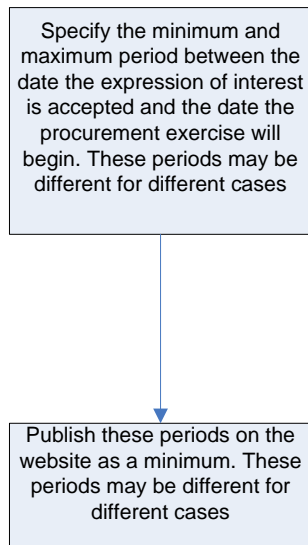 Specify the minimum and
maximum period between the
date the expression of interest
is accepted and the date the
procurement exercise will
begin. These periods may be
different for different cases
Publish these periods on the
website as a minimum. These
periods may be different for
different cases